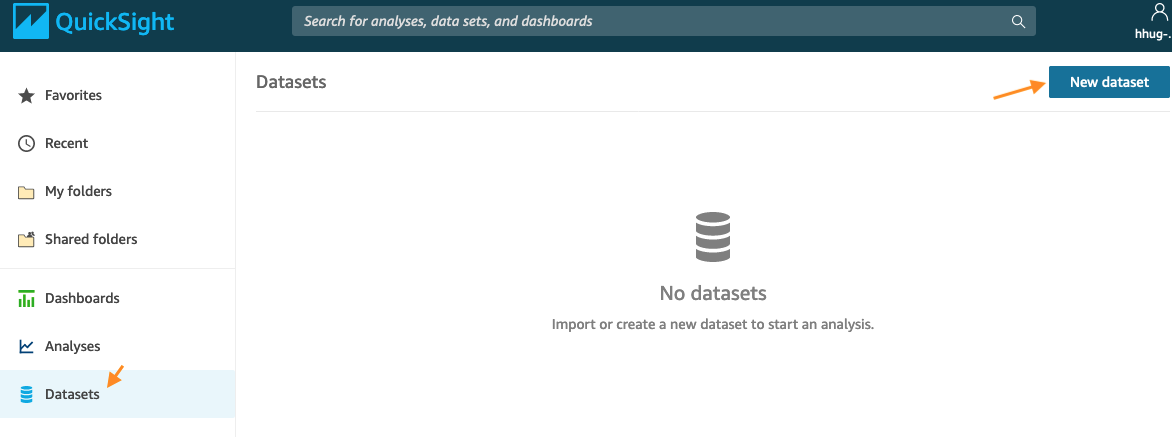 QuickSight
Search for analyses, data sets, and dashboards
hhug-...
Favorites
Recent
My folders
Shared folders
Dashboards
Analyses
Datasets
Datasets
New dataset
No datasets
Import or create a new dataset to start an analysis.